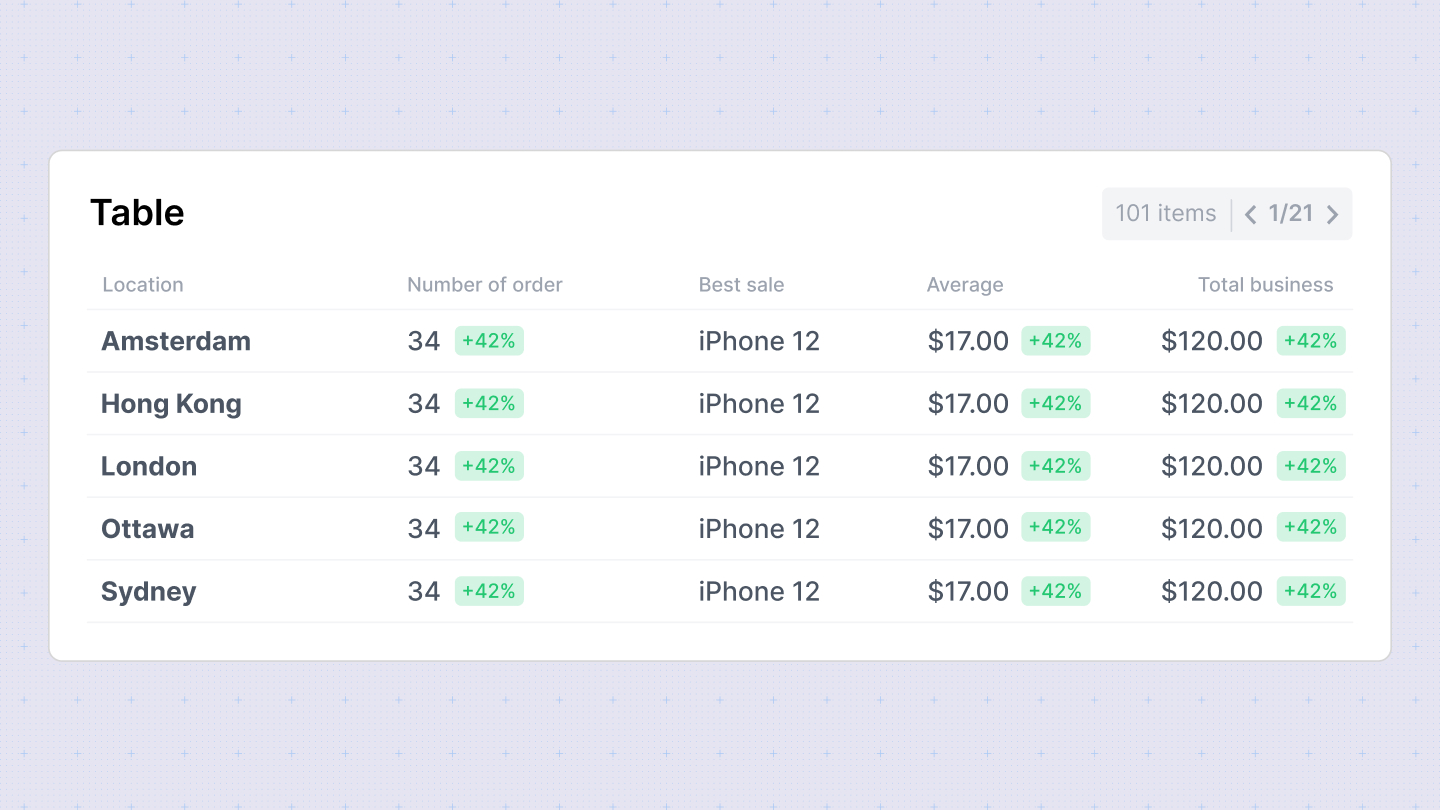 Table
101 items 1/21
Location Number of order Best sale Average Total business
Amsterdam 34 +42% iPhone 12 $17.00 +42% $120.00 +42%
Hong Kong 34 +42% iPhone 12 $17.00 +42% $120.00 +42%
London 34 +42% iPhone 12 $17.00 +42% $120.00 +42%
Ottawa 34 +42% iPhone 12 $17.00 +42% $120.00 +42%
Sydney 34 +42% iPhone 12 $17.00 +42% $120.00 +42%